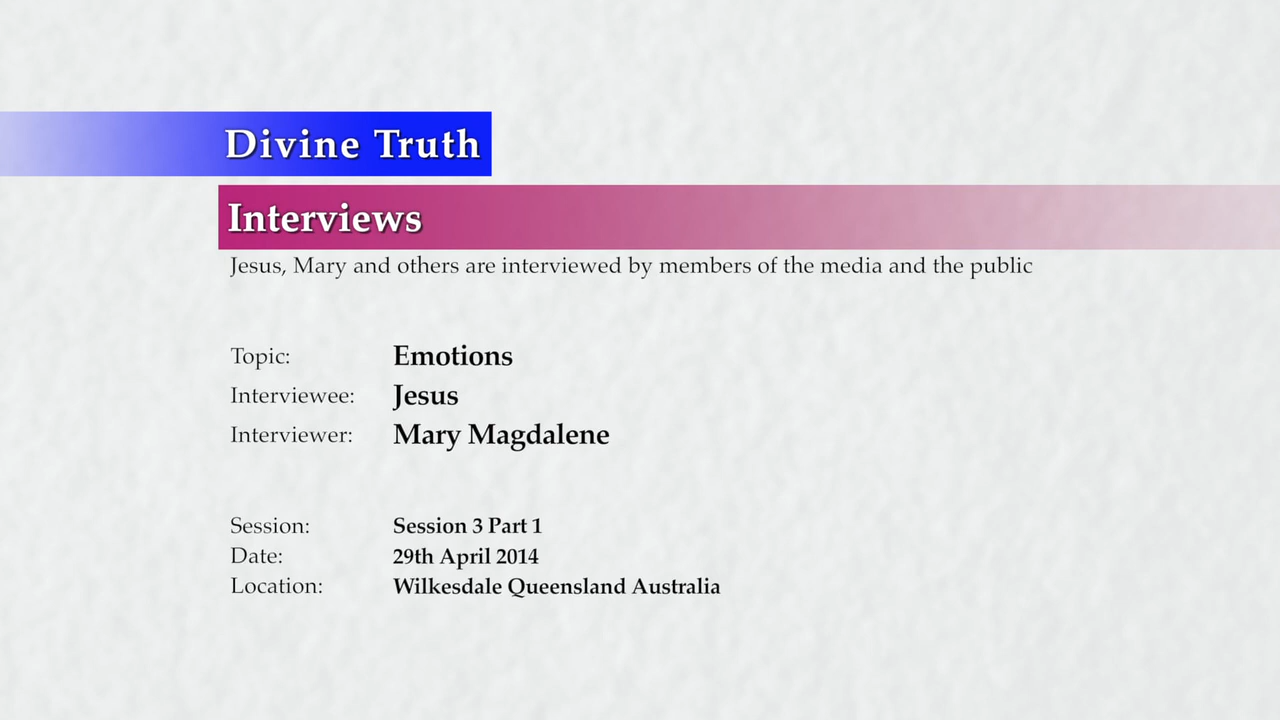 Divine Truth
Interviews
Jesus, Mary and others are interviewed by members of the media and the public
Topic: Emotions
Interviewee: Jesus
Interviewer: Mary Magdalene
Session: Session 3 Part 1
Date: 29th April 2014
Location: Wilkesdale Queensland Australia